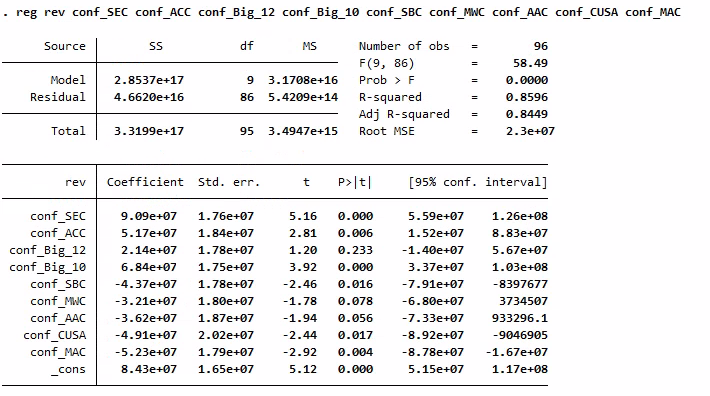 . reg rev conf_SEC conf_ACC conf_Big_12 conf_Big_10 conf_SBC conf_MWC conf_AAC conf_CUSA conf_MAC
Source SS df MS Number of obs = 96
F(9, 86) = 58.49
Model 2.8537e+17 9 3.1708e+16 Prob > F = 0.0000
Residual 4.6620e+16 86 5.4209e+14 R-squared = 0.8596
Adj R-squared = 0.8449
Total 3.3199e+17 95 3.4947e+15 Root MSE = 2.3e+07
rev Coefficient Std. err. t P>|t| [95% conf. interval]
conf_SEC 9.09e+07 1.76e+07 5.16 0.000 5.59e+07 1.26e+08
conf_ACC 5.17e+07 1.84e+07 2.81 0.006 1.52e+07 8.83e+07
conf_Big_12 2.14e+07 1.78e+07 1.20 0.233 -1.40e+07 5.67e+07
conf_Big_10 6.84e+07 1.75e+07 3.92 0.000 3.37e+07 1.03e+08
conf_SBC -4.37e+07 1.78e+07 -2.46 0.016 -7.91e+07 -8397677
conf_MWC -3.21e+07 1.80e+07 -1.78 0.078 -6.80e+07 3734507
conf_AAC -3.62e+07 1.87e+07 -1.94 0.056 -7.33e+07 933296.1
conf_CUSA -4.91e+07 2.02e+07 -2.44 0.017 -8.92e+07 -9046905
conf_MAC -5.23e+07 1.79e+07 -2.92 0.004 -8.78e+07 -1.67e+07
_cons 8.43e+07 1.65e+07 5.12 0.000 5.15e+07 1.17e+08